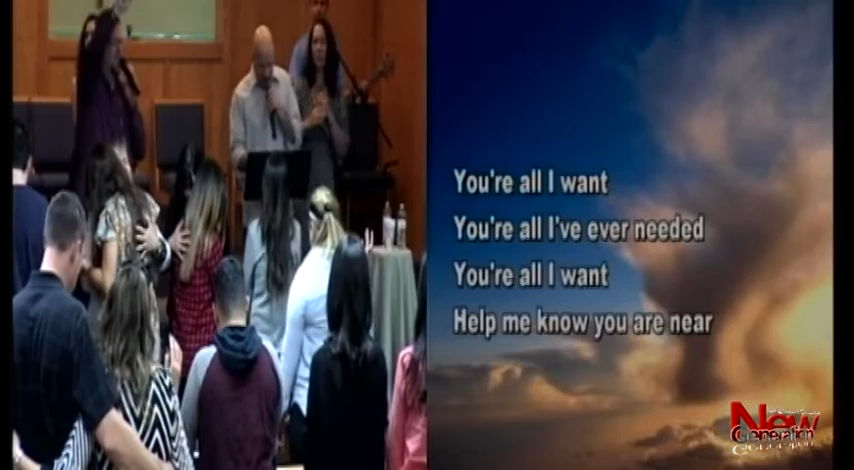 You're all I want
You're all I've ever needed
You're all I want
Help me know you are near
New
Generation